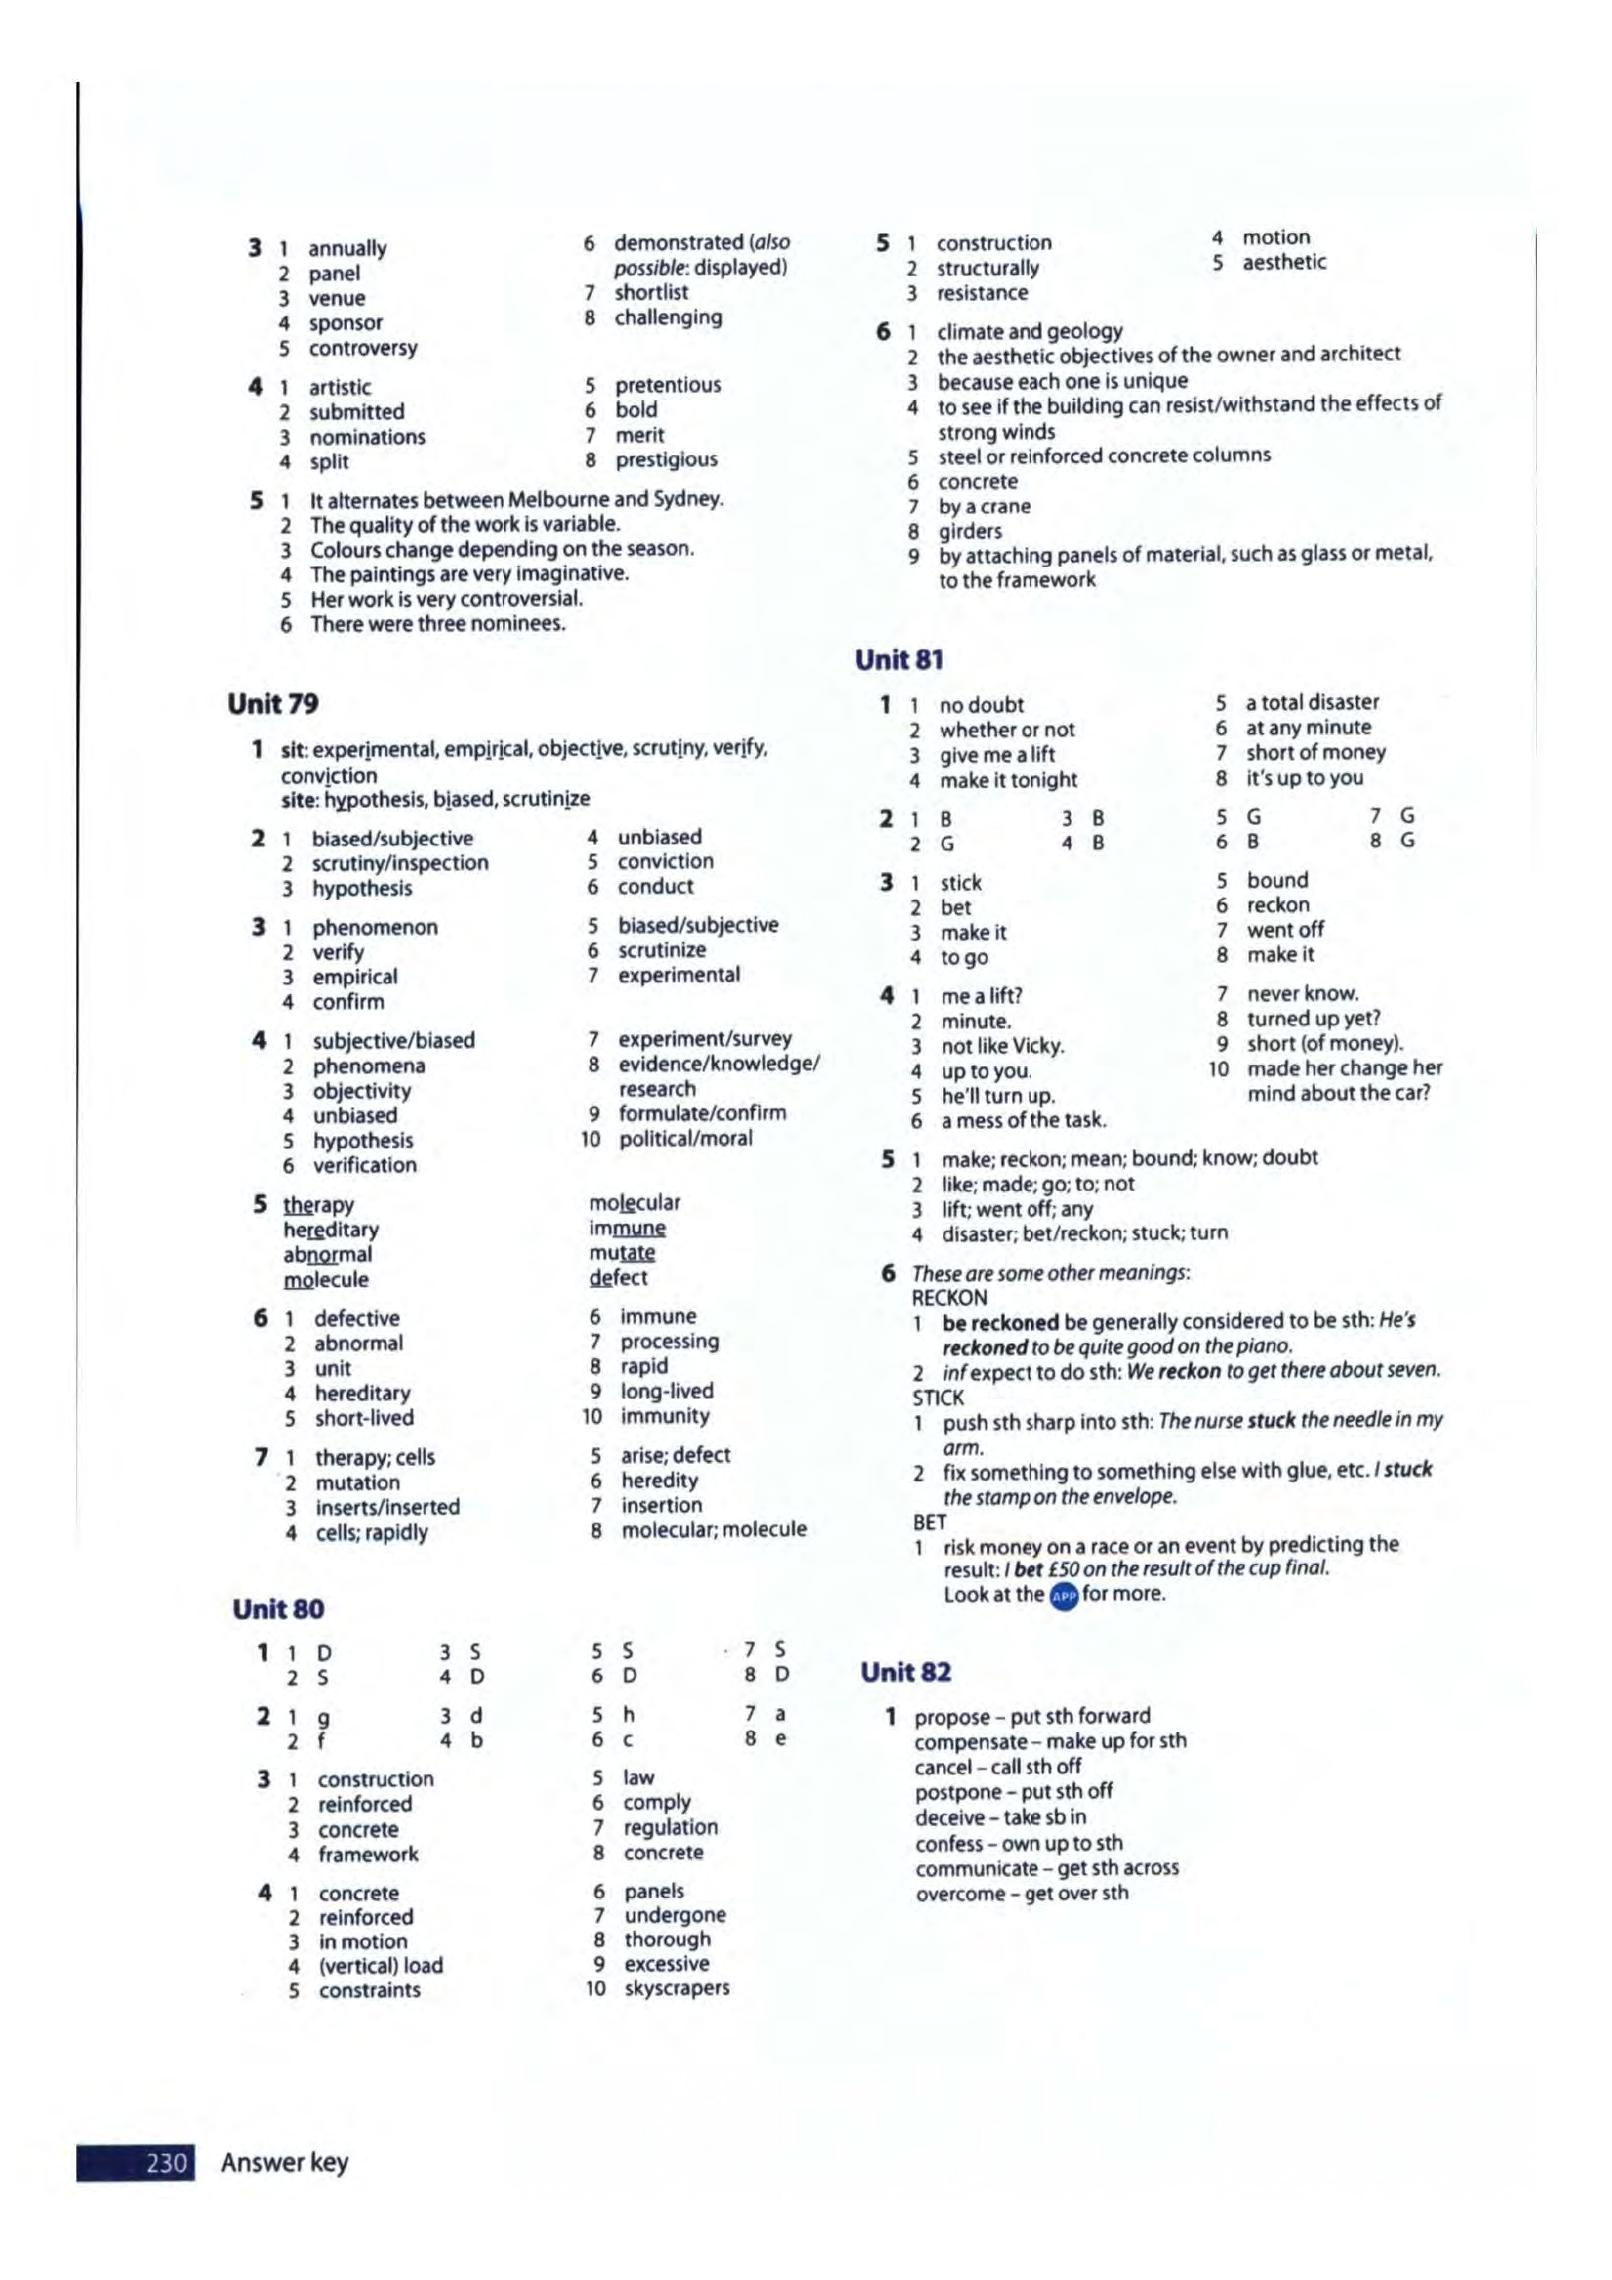 3 1 annually
2 panel
3 venue
4 sponsor
5 controversy
6 demonstrated (also
possible: displayed)
7 shortlist
8 challenging
4 1 artistic
2 submitted
3 nominations
4 split
5 pretentious
6 bold
7 merit
8 prestigious
5 1 It alternates between Melbourne and Sydney.
2 The quality of the work is variable.
3 Colours change depending on the season.
4 The paintings are very imaginative.
5 Her work is very controversial.
6 There were three nominees.
Unit 79
1 sit: experimental, empirical, objective, scrutiny, verify,
conviction
site: hypothesis, biased, scrutinize
2 1 biased/subjective
2 scrutiny/inspection
3 hypothesis
4 unbiased
5 conviction
6 conduct
3 1 phenomenon
2 verify
3 empirical
4 confirm
5 biased/subjective
6 scrutinize
7 experimental
4 1 subjective/biased
2 phenomena
3 objectivity
4 unbiased
5 hypothesis
6 verification
7 experiment/survey
8 evidence/knowledge/
research
9 formulate/confirm
10 political/moral
5 therapy
hereditary
abnormal
molecule
molecular
immune
mutate
defect
6 1 defective
2 abnormal
3 unit
4 hereditary
5 short-lived
6 immune
7 processing
8 rapid
9 long-lived
10 immunity
7 1 therapy; cells
2 mutation
3 inserts/inserted
4 cells; rapidly
5 arise; defect
6 heredity
7 insertion
8 molecular; molecule
Unit 80
1 1 D 3 S 5 S 7 S
2 S 4 D 6 D 8 D
2 1 g 3 d 5 h 7 a
2 f 4 b 6 c 8 e
3 1 construction
2 reinforced
3 concrete
4 framework
5 law
6 comply
7 regulation
8 concrete
4 1 concrete
2 reinforced
3 in motion
4 (vertical) load
5 constraints
6 panels
7 undergone
8 thorough
9 excessive
10 skyscrapers
5 1 construction
2 structurally
3 resistance
4 motion
5 aesthetic
6 1 climate and geology
2 the aesthetic objectives of the owner and architect
3 because each one is unique
4 to see if the building can resist/withstand the effects of
strong winds
5 steel or reinforced concrete columns
6 concrete
7 by a crane
8 girders
9 by attaching panels of material, such as glass or metal,
to the framework
Unit 81
1 1 no doubt
2 whether or not
3 give me a lift
4 make it tonight
5 a total disaster
6 at any minute
7 short of money
8 it's up to you
2 1 B 3 B 5 G 7 G
2 G 4 B 6 B 8 G
3 1 stick
2 bet
3 make it
4 to go
5 bound
6 reckon
7 went off
8 make it
4 1 me a lift?
2 minute.
3 not like Vicky.
4 up to you.
5 he'll turn up.
6 a mess of the task.
7 never know.
8 turned up yet?
9 short (of money).
10 made her change her
mind about the car?
5 1 make; reckon; mean; bound; know; doubt
2 like; made; go; to; not
3 lift; went off; any
4 disaster; bet/reckon; stuck; turn
6 These are some other meanings:
RECKON
1 be reckoned be generally considered to be sth: He's
reckoned to be quite good on the piano.
2 inf expect to do sth: We reckon to get there about seven.
STICK
1 push sth sharp into sth: The nurse stuck the needle in my
arm.
2 fix something to something else with glue, etc. I stuck
the stamp on the envelope.
BET
1 risk money on a race or an event by predicting the
result: I bet £50 on the result of the cup final.
Look at the APP for more.
Unit 82
1 propose – put sth forward
compensate – make up for sth
cancel – call sth off
postpone – put sth off
deceive – take sb in
confess – own up to sth
communicate – get sth across
overcome – get over sth
230 Answer key